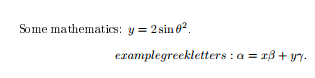 Some mathematics: y = 2 sin θ².
examplegreekletters : α = xβ + yγ.